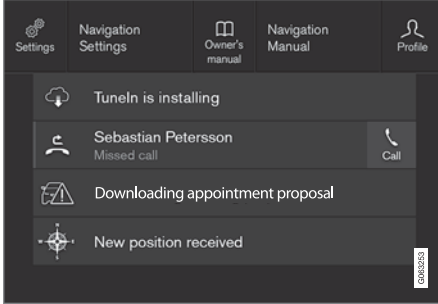 Settings
Navigation
Settings
Owner's
manual
Navigation
Manual
Profile
TuneIn is installing
Sebastian Petersson
Missed call
Call
Downloading appointment proposal
New position received
G063253